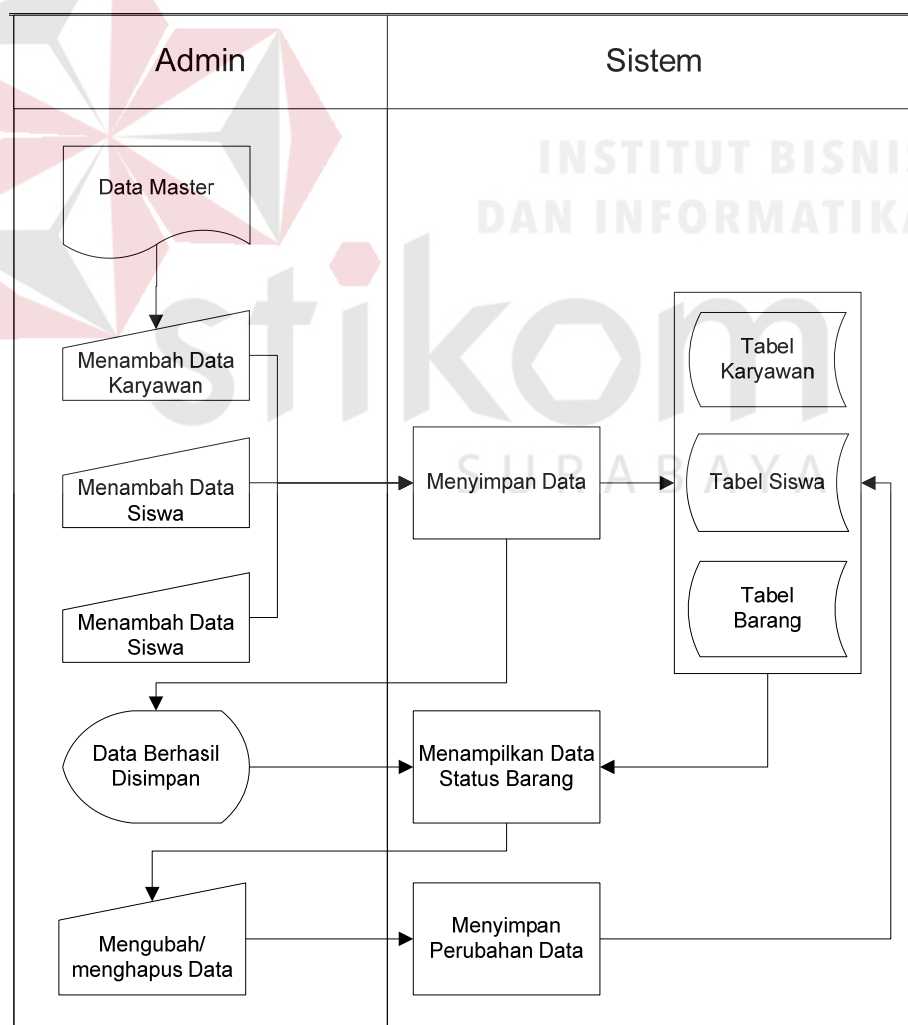 Admin
Sistem
INSTITUT BISNIS
DAN INFORMATIKA
stikom
SURABAYA
Data Master
Menambah Data
Karyawan
Menambah Data
Siswa
Menambah Data
Siswa
Menyimpan Data
Tabel
Karyawan
Tabel Siswa
Tabel
Barang
Data Berhasil
Disimpan
Menampilkan Data
Status Barang
Mengubah/
menghapus Data
Menyimpan
Perubahan Data